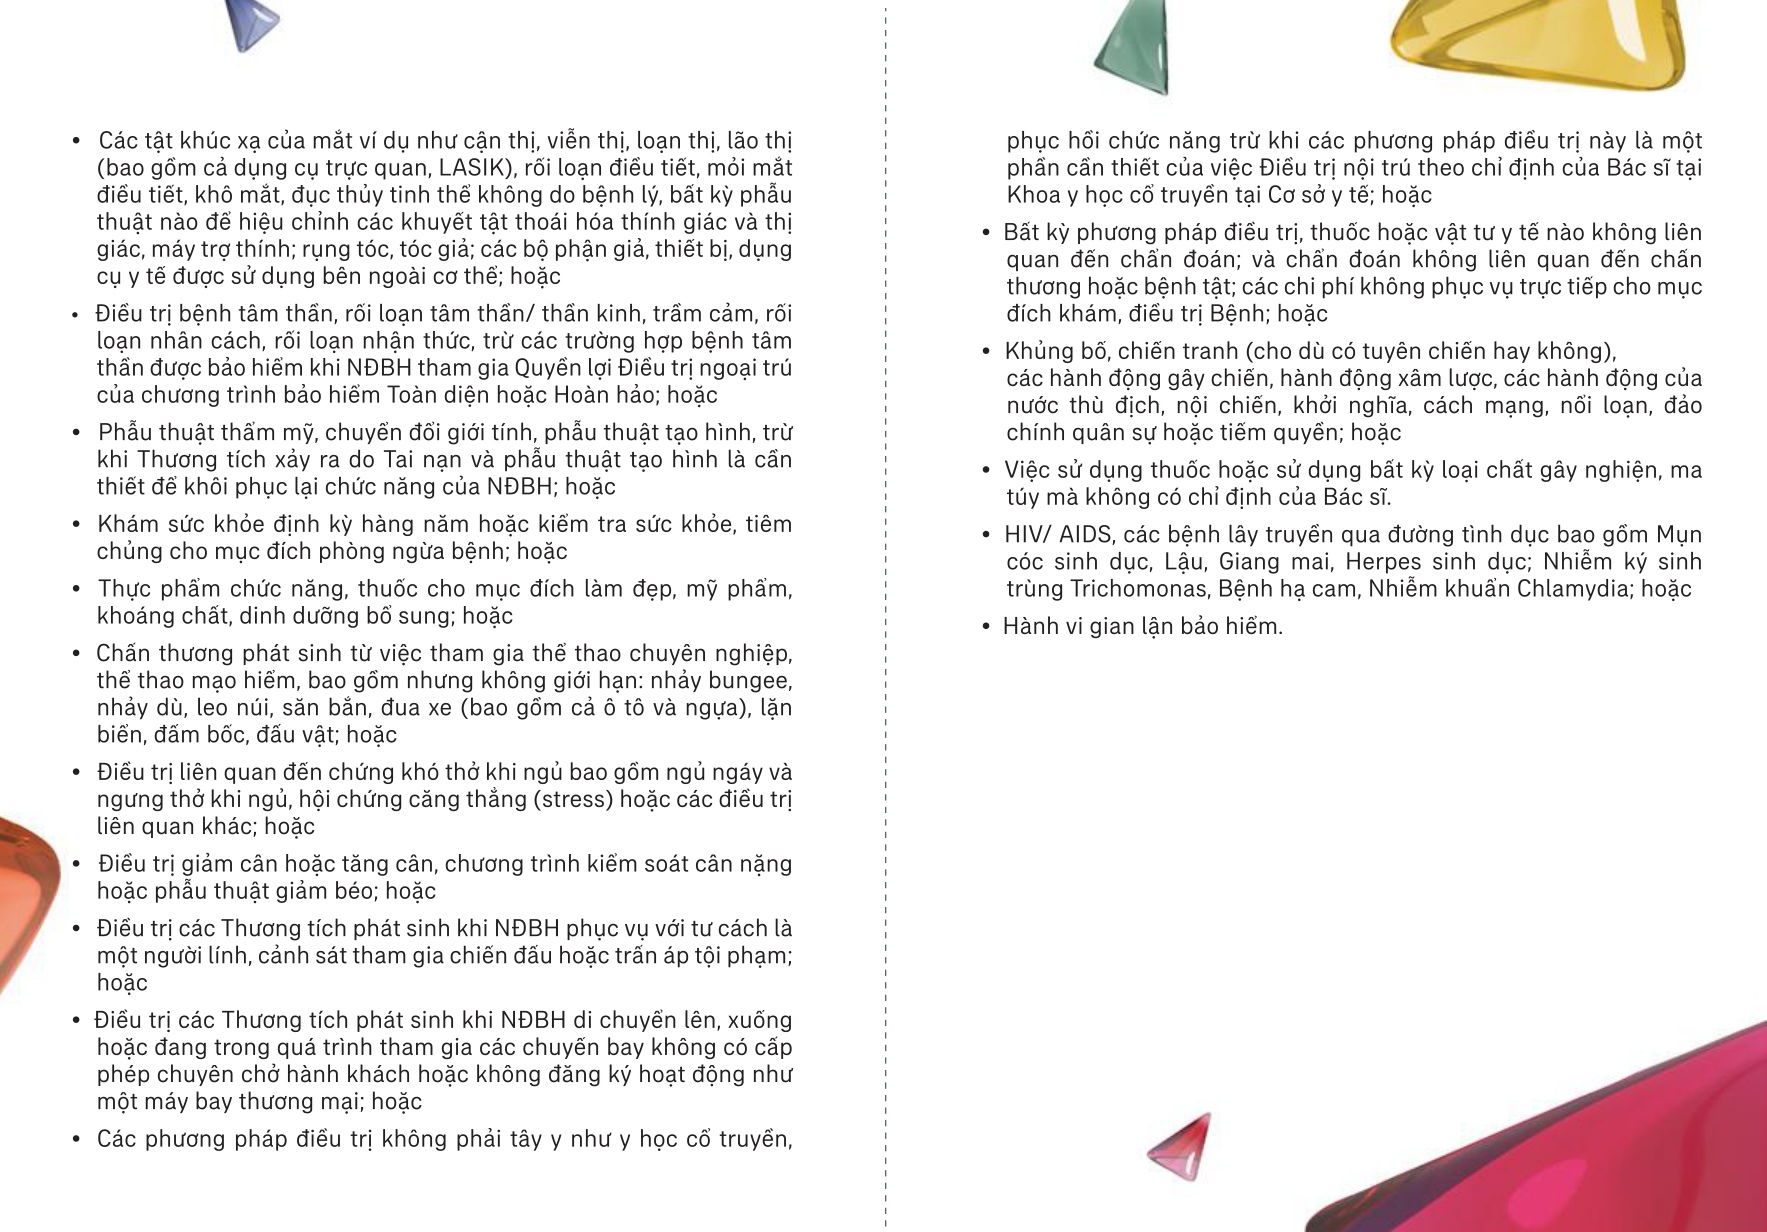 • Các tật khúc xạ của mắt ví dụ như cận thị, viễn thị, loạn thị, lão thị
(bao gồm cả dụng cụ trực quan, LASIK), rối loạn điều tiết, mỏi mắt
điều tiết, khô mắt, đục thủy tinh thể không do bệnh lý, bất kỳ phẫu
thuật nào để hiệu chỉnh các khuyết tật thoái hóa thính giác và thị
giác, máy trợ thính; rụng tóc, tóc giả; các bộ phận giả, thiết bị, dụng
cụ y tế được sử dụng bên ngoài cơ thể; hoặc
• Điều trị bệnh tâm thần, rối loạn tâm thần/ thần kinh, trầm cảm, rối
loạn nhân cách, rối loạn nhận thức, trừ các trường hợp bệnh tâm
thần được bảo hiểm khi NĐBH tham gia Quyền lợi Điều trị ngoại trú
của chương trình bảo hiểm Toàn diện hoặc Hoàn hảo; hoặc
• Phẫu thuật thẩm mỹ, chuyển đổi giới tính, phẫu thuật tạo hình, trừ
khi Thương tích xảy ra do Tai nạn và phẫu thuật tạo hình là cần
thiết để khôi phục lại chức năng của NĐBH; hoặc
• Khám sức khỏe định kỳ hàng năm hoặc kiểm tra sức khỏe, tiêm
chủng cho mục đích phòng ngừa bệnh; hoặc
• Thực phẩm chức năng, thuốc cho mục đích làm đẹp, mỹ phẩm,
khoáng chất, dinh dưỡng bổ sung; hoặc
• Chấn thương phát sinh từ việc tham gia thể thao chuyên nghiệp,
thể thao mạo hiểm, bao gồm nhưng không giới hạn: nhảy bungee,
nhảy dù, leo núi, săn bắn, đua xe (bao gồm cả ô tô và ngựa), lặn
biển, đấm bốc, đấu vật; hoặc
• Điều trị liên quan đến chứng khó thở khi ngủ bao gồm ngủ ngáy và
ngưng thở khi ngủ, hội chứng căng thẳng (stress) hoặc các điều trị
liên quan khác; hoặc
• Điều trị giảm cân hoặc tăng cân, chương trình kiểm soát cân nặng
hoặc phẫu thuật giảm béo; hoặc
• Điều trị các Thương tích phát sinh khi NĐBH phục vụ với tư cách là
một người lính, cảnh sát tham gia chiến đấu hoặc trấn áp tội phạm;
hoặc
• Điều trị các Thương tích phát sinh khi NĐBH di chuyển lên, xuống
hoặc đang trong quá trình tham gia các chuyến bay không có cấp
phép chuyên chở hành khách hoặc không đăng ký hoạt động như
một máy bay thương mại; hoặc
• Các phương pháp điều trị không phải tây y như y học cổ truyền,
phục hồi chức năng trừ khi các phương pháp điều trị này là một
phần cần thiết của việc Điều trị nội trú theo chỉ định của Bác sĩ tại
Khoa y học cổ truyền tại Cơ sở y tế; hoặc
• Bất kỳ phương pháp điều trị, thuốc hoặc vật tư y tế nào không liên
quan đến chẩn đoán; và chẩn đoán không liên quan đến chấn
thương hoặc bệnh tật; các chi phí không phục vụ trực tiếp cho mục
đích khám, điều trị Bệnh; hoặc
• Khủng bố, chiến tranh (cho dù có tuyên chiến hay không),
các hành động gây chiến, hành động xâm lược, các hành động của
nước thù địch, nội chiến, khởi nghĩa, cách mạng, nổi loạn, đảo
chính quân sự hoặc tiếm quyền; hoặc
• Việc sử dụng thuốc hoặc sử dụng bất kỳ loại chất gây nghiện, ma
túy mà không có chỉ định của Bác sĩ.
• HIV/ AIDS, các bệnh lây truyền qua đường tình dục bao gồm Mụn
cóc sinh dục, Lậu, Giang mai, Herpes sinh dục; Nhiễm ký sinh
trùng Trichomonas, Bệnh hạ cam, Nhiễm khuẩn Chlamydia; hoặc
• Hành vi gian lận bảo hiểm.